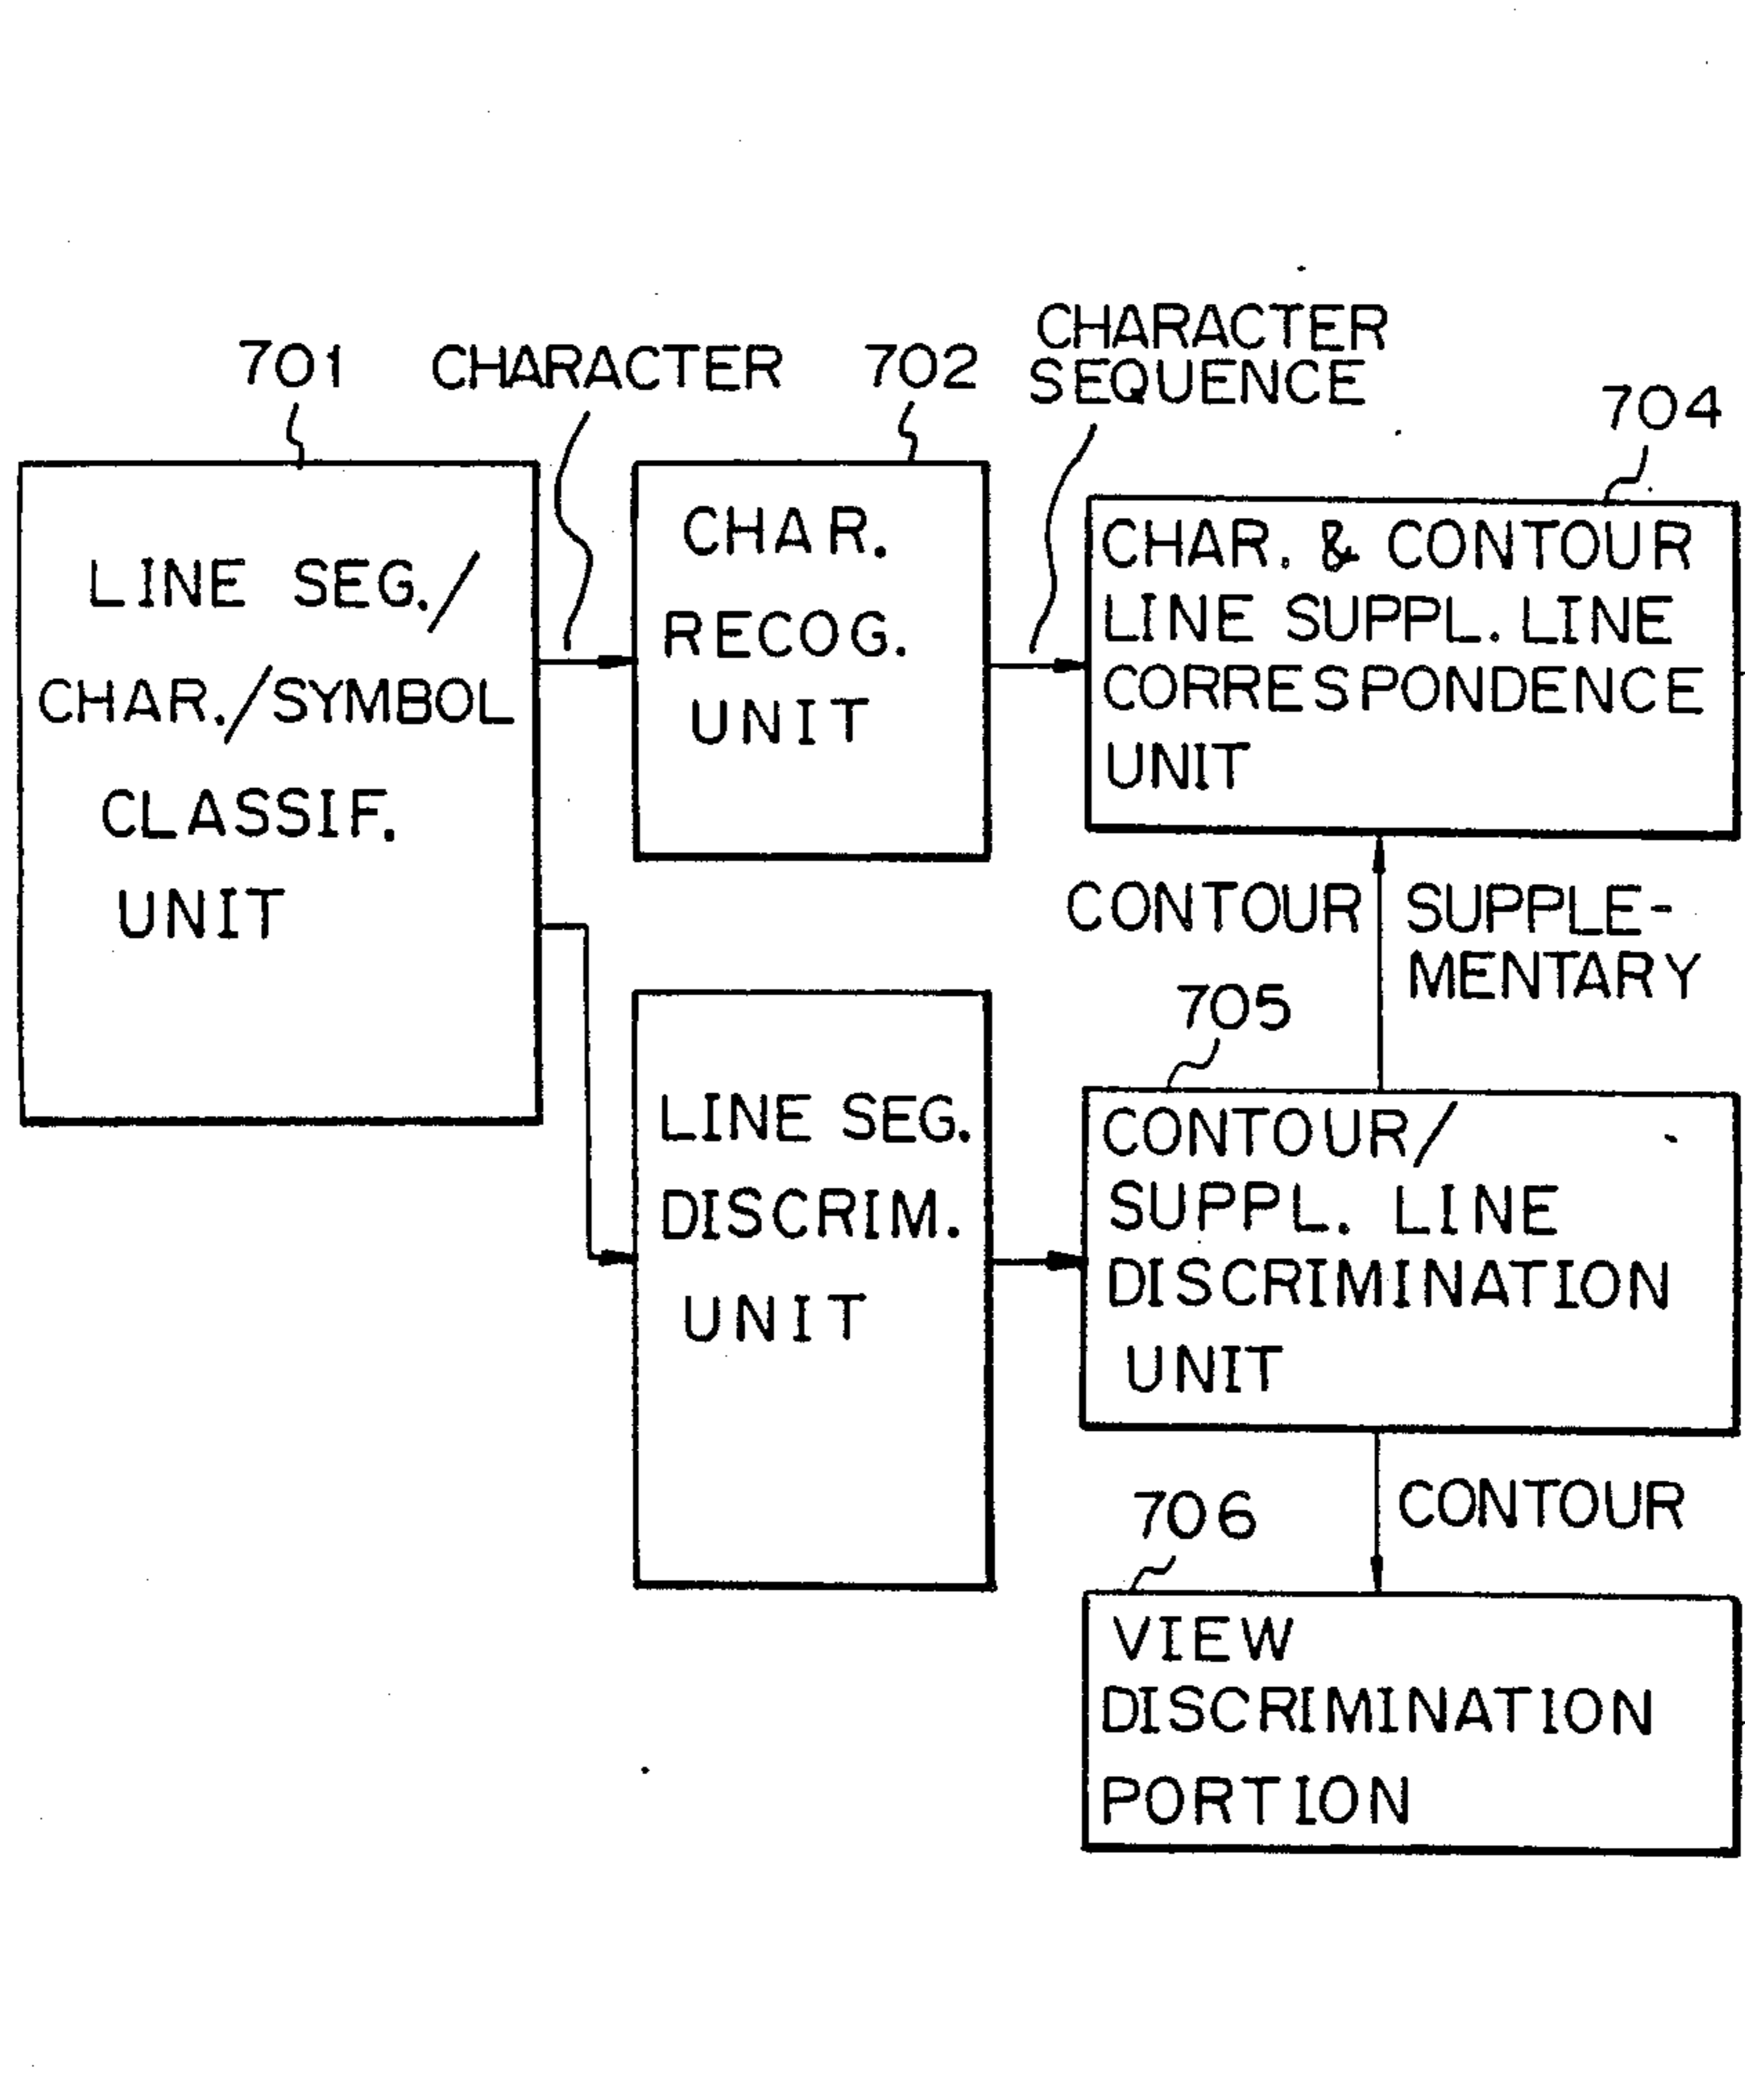 701
CHARACTER
702
CHARACTER
SEQUENCE
704
LINE SEG./
CHAR./SYMBOL
CLASSIF.
UNIT
CHAR.
RECOG.
UNIT
CHAR. & CONTOUR
LINE SUPPL. LINE
CORRESPONDENCE
UNIT
CONTOUR
SUPPLE-
MENTARY
705
LINE SEG.
DISCRIM.
UNIT
CONTOUR/
SUPPL. LINE
DISCRIMINATION
UNIT
CONTOUR
706
VIEW
DISCRIMINATION
PORTION